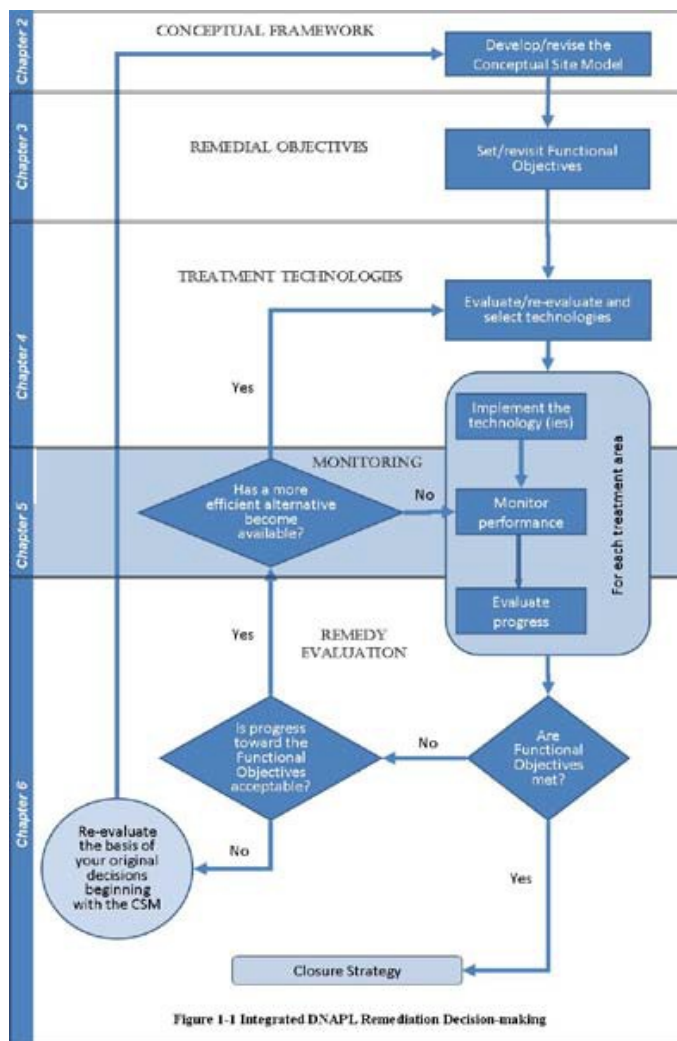 Chapter 2
CONCEPTUAL FRAMEWORK
Develop/revise the
Conceptual Site Model
Chapter 3
REMEDIAL OBJECTIVES
Set/revisit Functional
Objectives
Chapter 4
TREATMENT TECHNOLOGIES
Evaluate/re-evaluate and
select technologies
Yes
Implement the
technology (ies)
For each treatment area
Chapter 5
MONITORING
Has a more
efficient alternative
become
available?
No
Monitor
performance
Evaluate
progress
Chapter 6
Yes
REMEDY
EVALUATION
Is progress
toward the
Functional
Objectives
acceptable?
No
Are
Functional
Objectives
met?
Re-evaluate
the basis of
your original
decisions
beginning
with the CSM
No
Yes
Closure Strategy
Figure 1-1 Integrated DNAPL Remediation Decision-making